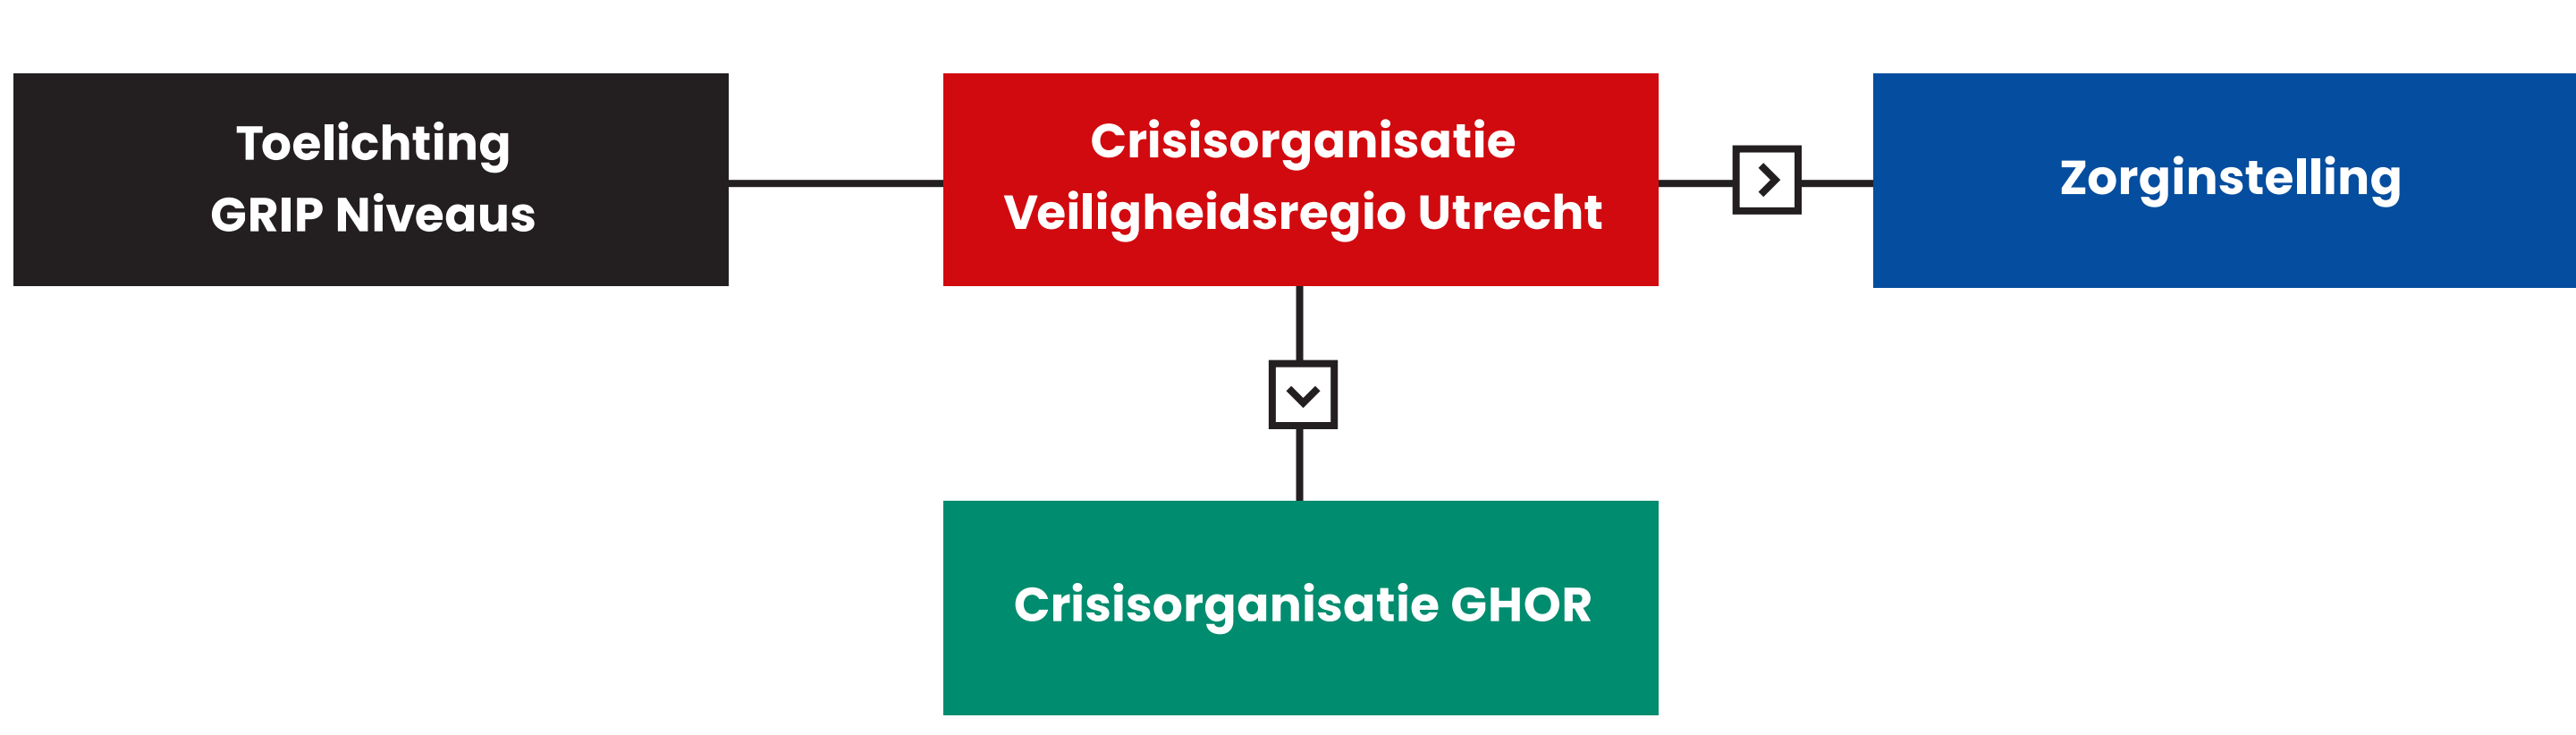 Toelichting
GRIP Niveaus
Crisisorganisatie
Veiligheidsregio Utrecht
Zorginstelling
Crisisorganisatie GHOR